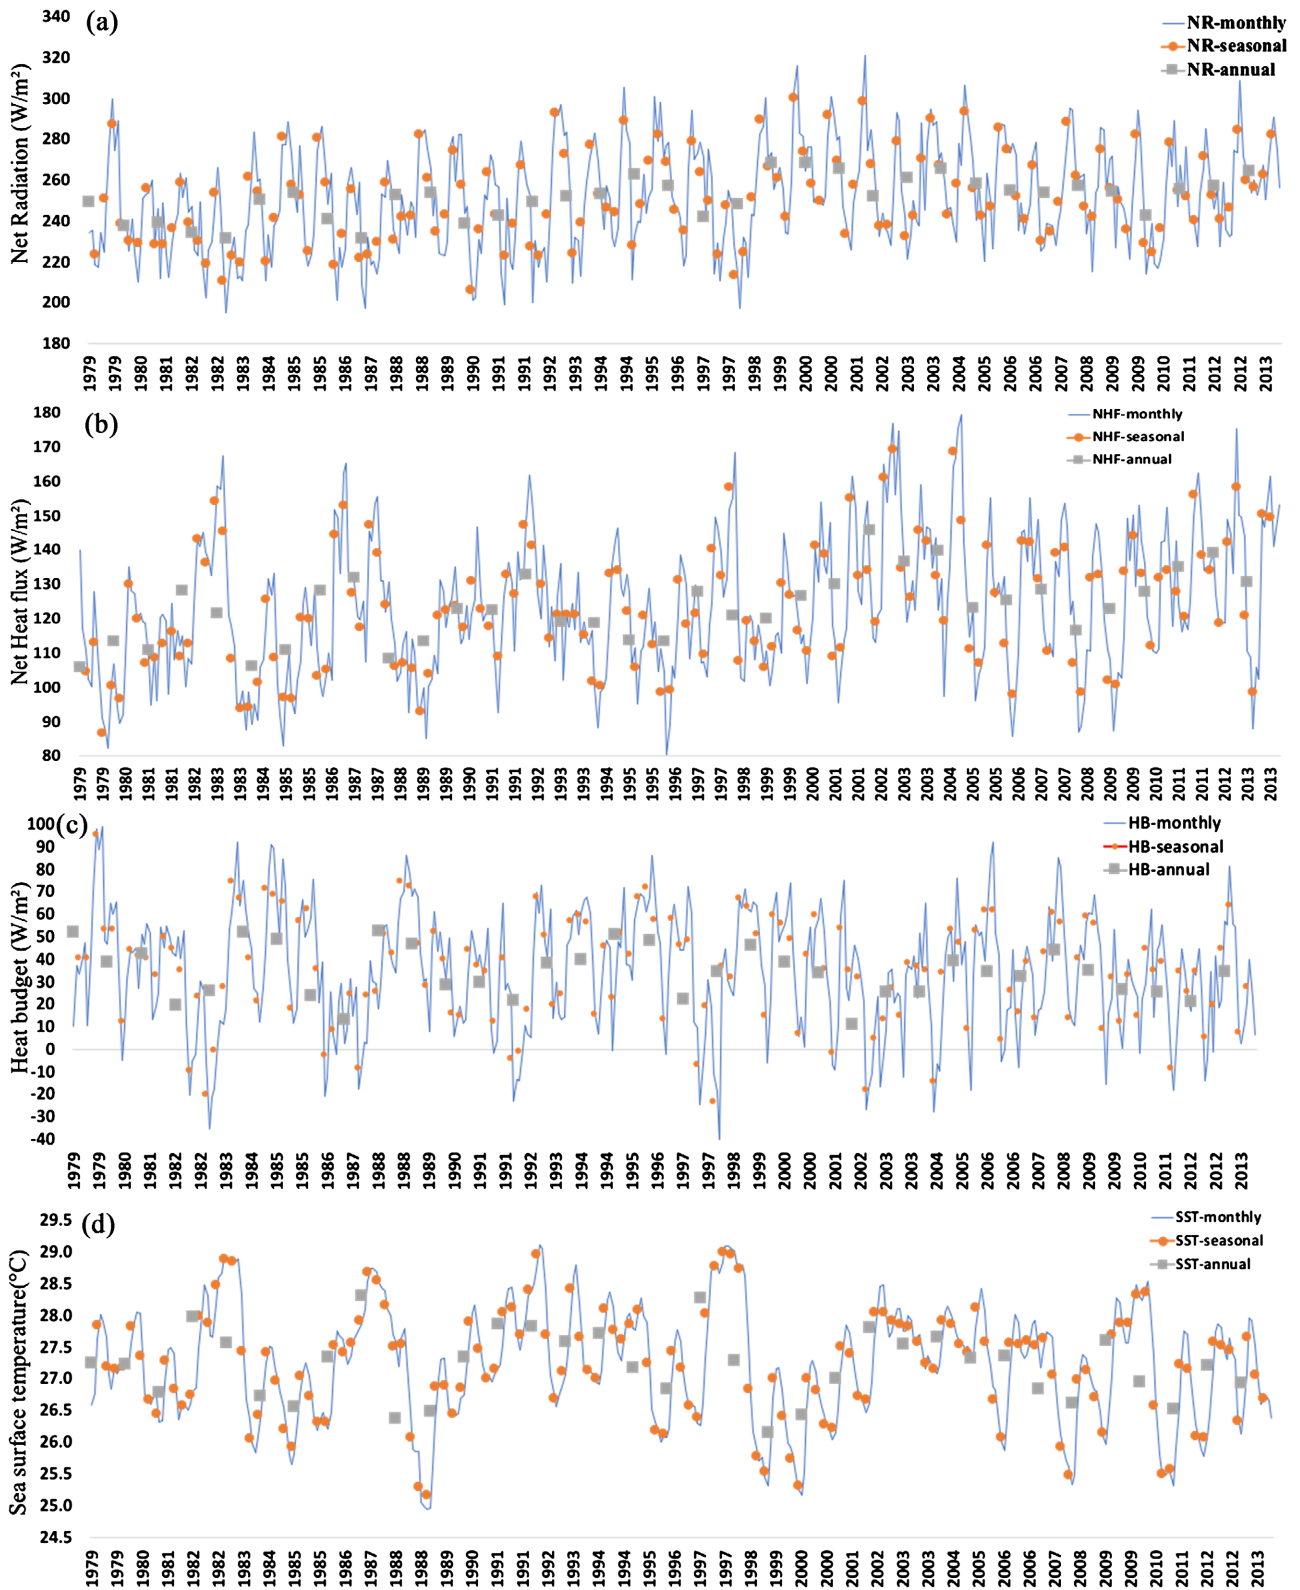 (a)
NR-monthly
NR-seasonal
NR-annual
Net Radiation (W/m²)
340
320
300
280
260
240
220
200
180
1979 1979 1980 1981 1982 1982 1983 1984 1985 1985 1986 1987 1988 1988 1989 1990 1991 1991 1992 1993 1994 1994 1995 1996 1997 1997 1998 1999 2000 2000 2001 2002 2003 2003 2004 2005 2006 2006 2007 2008 2009 2009 2010 2011 2012 2012 2013
(b)
NHF-monthly
NHF-seasonal
NHF-annual
Net Heat flux (W/m²)
180
170
160
150
140
130
120
110
100
90
80
1979 1979 1980 1981 1981 1982 1983 1983 1984 1985 1985 1986 1987 1987 1988 1989 1989 1990 1991 1991 1992 1993 1993 1994 1995 1995 1996 1997 1997 1998 1999 1999 2000 2001 2001 2002 2003 2003 2004 2005 2005 2006 2007 2007 2008 2009 2009 2010 2011 2011 2012 2013 2013
(c)
HB-monthly
HB-seasonal
HB-annual
Heat budget (W/m²)
100
90
80
70
60
50
40
30
20
10
0
-10
-20
-30
-40
1979 1979 1980 1981 1982 1982 1983 1984 1985 1985 1986 1987 1988 1988 1989 1990 1991 1991 1992 1993 1994 1994 1995 1996 1997 1997 1998 1999 2000 2000 2001 2002 2003 2003 2004 2005 2006 2006 2007 2008 2009 2009 2010 2011 2012 2012 2013
(d)
SST-monthly
SST-seasonal
SST-annual
Sea surface temperature(°C)
29.5
29.0
28.5
28.0
27.5
27.0
26.5
26.0
25.5
25.0
24.5
1979 1979 1980 1981 1982 1982 1983 1984 1985 1985 1986 1987 1988 1988 1989 1990 1991 1991 1992 1993 1994 1994 1995 1996 1997 1997 1998 1999 2000 2000 2001 2002 2003 2003 2004 2005 2006 2006 2007 2008 2009 2009 2010 2011 2012 2012 2013